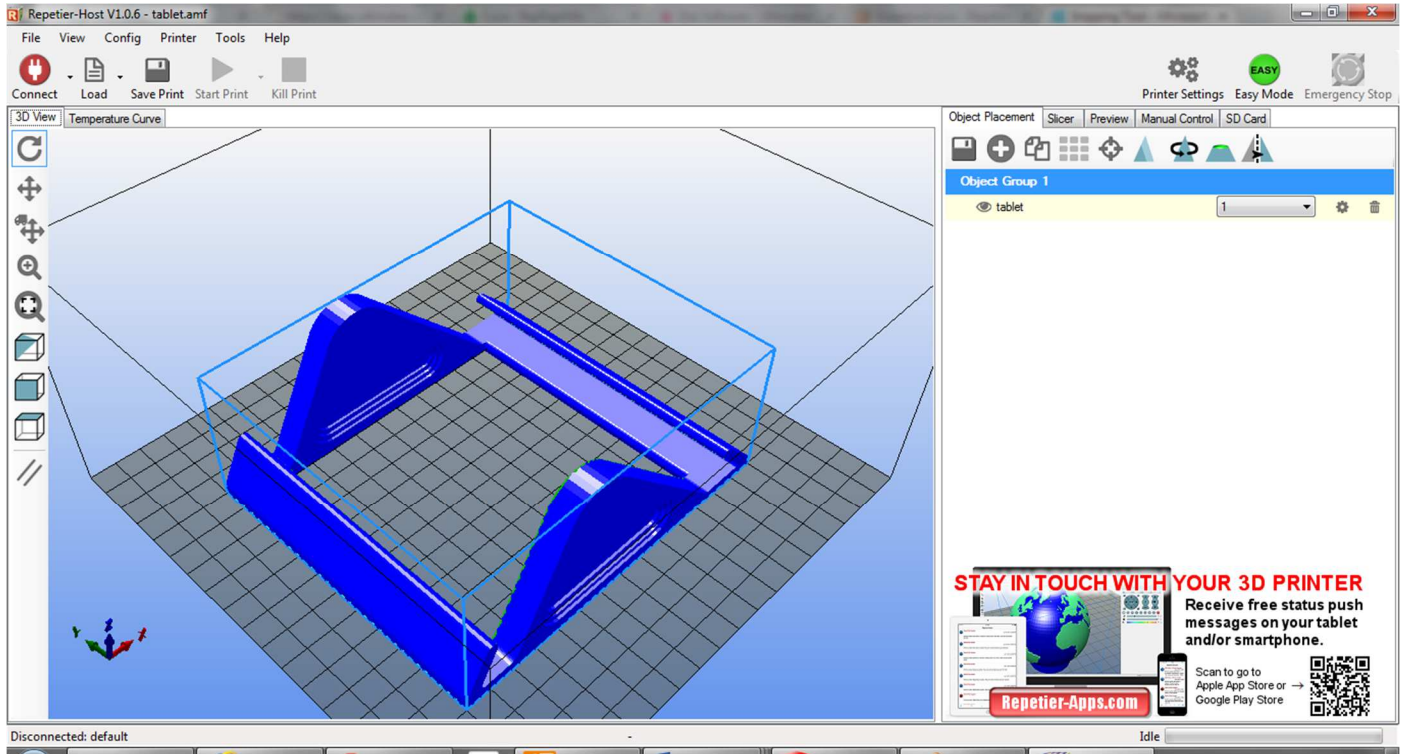 Repetier-Host V1.0.6 - tablet.amf
File View Config Printer Tools Help
Connect Load Save Print Start Print Kill Print
Printer Settings Easy Mode Emergency Stop
EASY
3D View Temperature Curve
Object Placement Slicer Preview Manual Control SD Card
Object Group 1
tablet 1
STAY IN TOUCH WITH YOUR 3D PRINTER
Receive free status push
messages on your tablet
and/or smartphone.
Scan to go to
Apple App Store or →
Google Play Store
Repetier-Apps.com
Disconnected: default - Idle